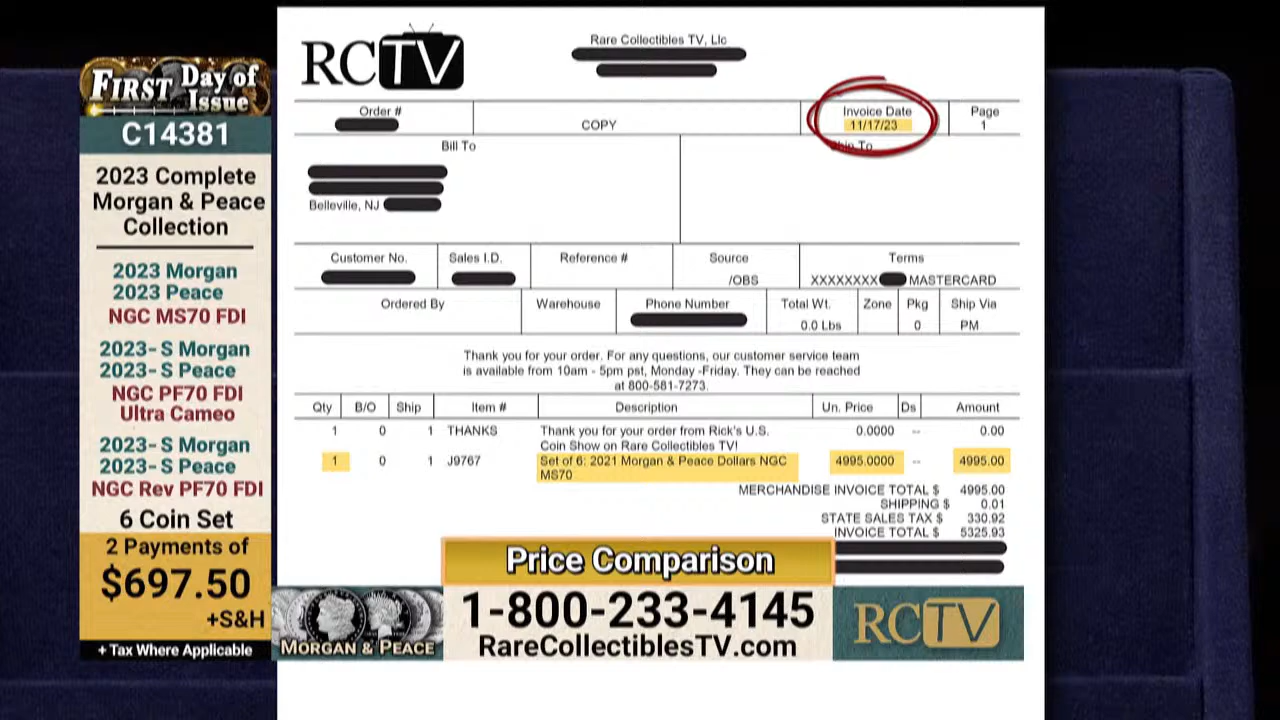 FIRST Day of Issue
C14381
2023 Complete
Morgan & Peace
Collection
2023 Morgan
2023 Peace
NGC MS70 FDI
2023-S Morgan
2023-S Peace
NGC PF70 FDI
Ultra Cameo
2023-S Morgan
2023-S Peace
NGC Rev PF70 FDI
6 Coin Set
2 Payments of
$697.50
+S&H
+ Tax Where Applicable
RCTV
Rare Collectibles TV, Llc
Order #
COPY
Invoice Date
11/17/23
Page
1
Bill To
Ship To
Belleville, NJ
Customer No.
Sales I.D.
Reference #
Source
/OBS
Terms
XXXXXXXX MASTERCARD
Ordered By
Warehouse
Phone Number
Total Wt.
0.0 Lbs
Zone
Pkg
0
Ship Via
PM
Thank you for your order. For any questions, our customer service team
is available from 10am - 5pm pst, Monday -Friday. They can be reached
at 800-581-7273.
Qty B/O Ship Item # Description Un. Price Ds Amount
1 0 1 THANKS Thank you for your order from Rick's U.S. 0.0000 -- 0.00
Coin Show on Rare Collectibles TV!
1 0 1 J9767 Set of 6: 2021 Morgan & Peace Dollars NGC 4995.0000 -- 4995.00
MS70
MERCHANDISE INVOICE TOTAL $ 4995.00
SHIPPING $ 0.01
STATE SALES TAX $ 330.92
INVOICE TOTAL $ 5325.93
Price Comparison
MORGAN & PEACE
1-800-233-4145
RareCollectiblesTV.com
RCTV